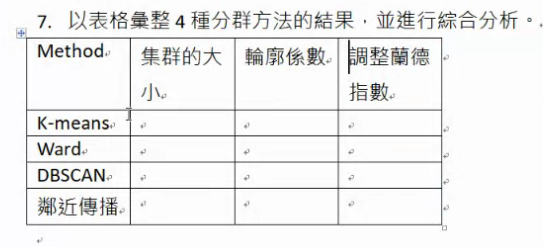 7. 以表格彙整 4 種分群方法的結果，並進行綜合分析。
Method 集群的大小 輪廓係數 調整蘭德指數
K-means
Ward
DBSCAN
鄰近傳播